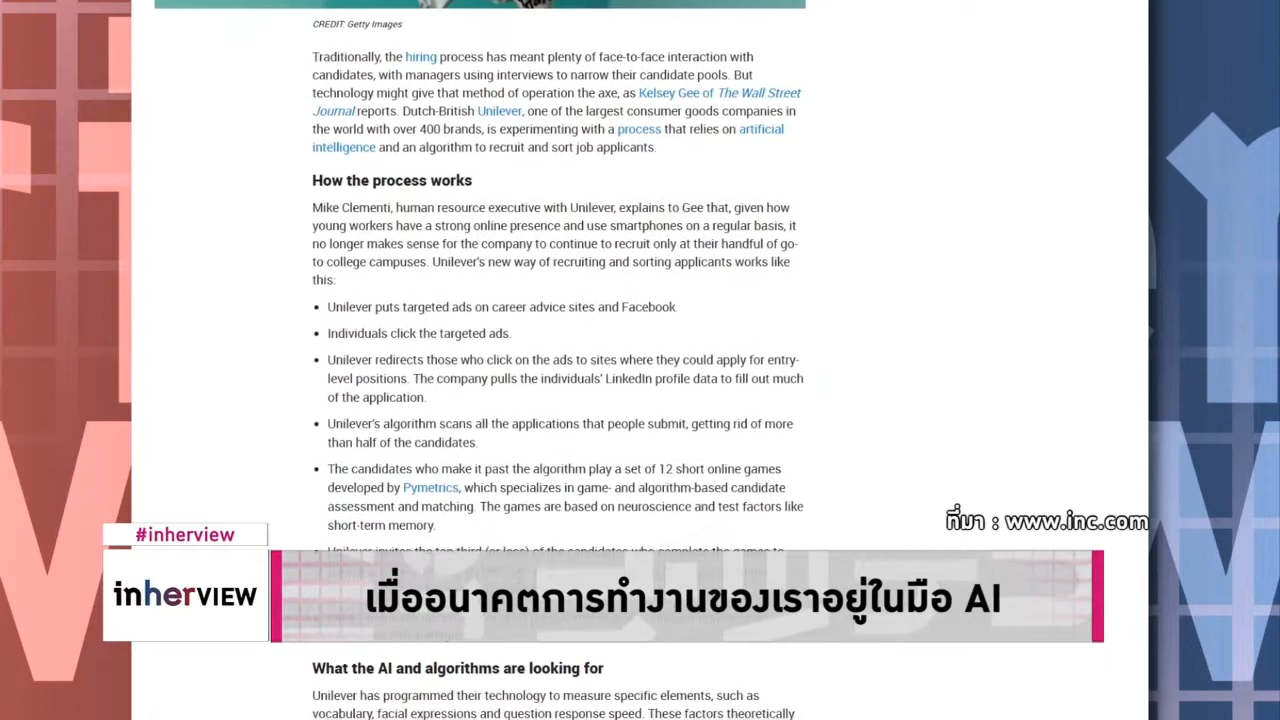 CREDIT: Getty Images
Traditionally, the hiring process has meant plenty of face-to-face interaction with
candidates, with managers using interviews to narrow their candidate pools. But
technology might give that method of operation the axe, as Kelsey Gee of The Wall Street
Journal reports. Dutch-British Unilever, one of the largest consumer goods companies in
the world with over 400 brands, is experimenting with a process that relies on artificial
intelligence and an algorithm to recruit and sort job applicants.
How the process works
Mike Clementi, human resource executive with Unilever, explains to Gee that, given how
young workers have a strong online presence and use smartphones on a regular basis, it
no longer makes sense for the company to continue to recruit only at their handful of go-
to college campuses. Unilever's new way of recruiting and sorting applicants works like
this:
• Unilever puts targeted ads on career advice sites and Facebook.
• Individuals click the targeted ads.
• Unilever redirects those who click on the ads to sites where they could apply for entry-
level positions. The company pulls the individuals' LinkedIn profile data to fill out much
of the application.
• Unilever's algorithm scans all the applications that people submit, getting rid of more
than half of the candidates.
• The candidates who make it past the algorithm play a set of 12 short online games
developed by Pymetrics, which specializes in game- and algorithm-based candidate
assessment and matching. The games are based on neuroscience and test factors like
short-term memory.
• Unilever invites the top third (or less) of the candidates who complete the games to
ที่มา : www.inc.com
#inherview
inherVIEW
เมื่ออนาคตการทำงานของเราอยู่ในมือ AI
What the AI and algorithms are looking for
Unilever has programmed their technology to measure specific elements, such as
vocabulary, facial expressions and question response speed. These factors theoretically